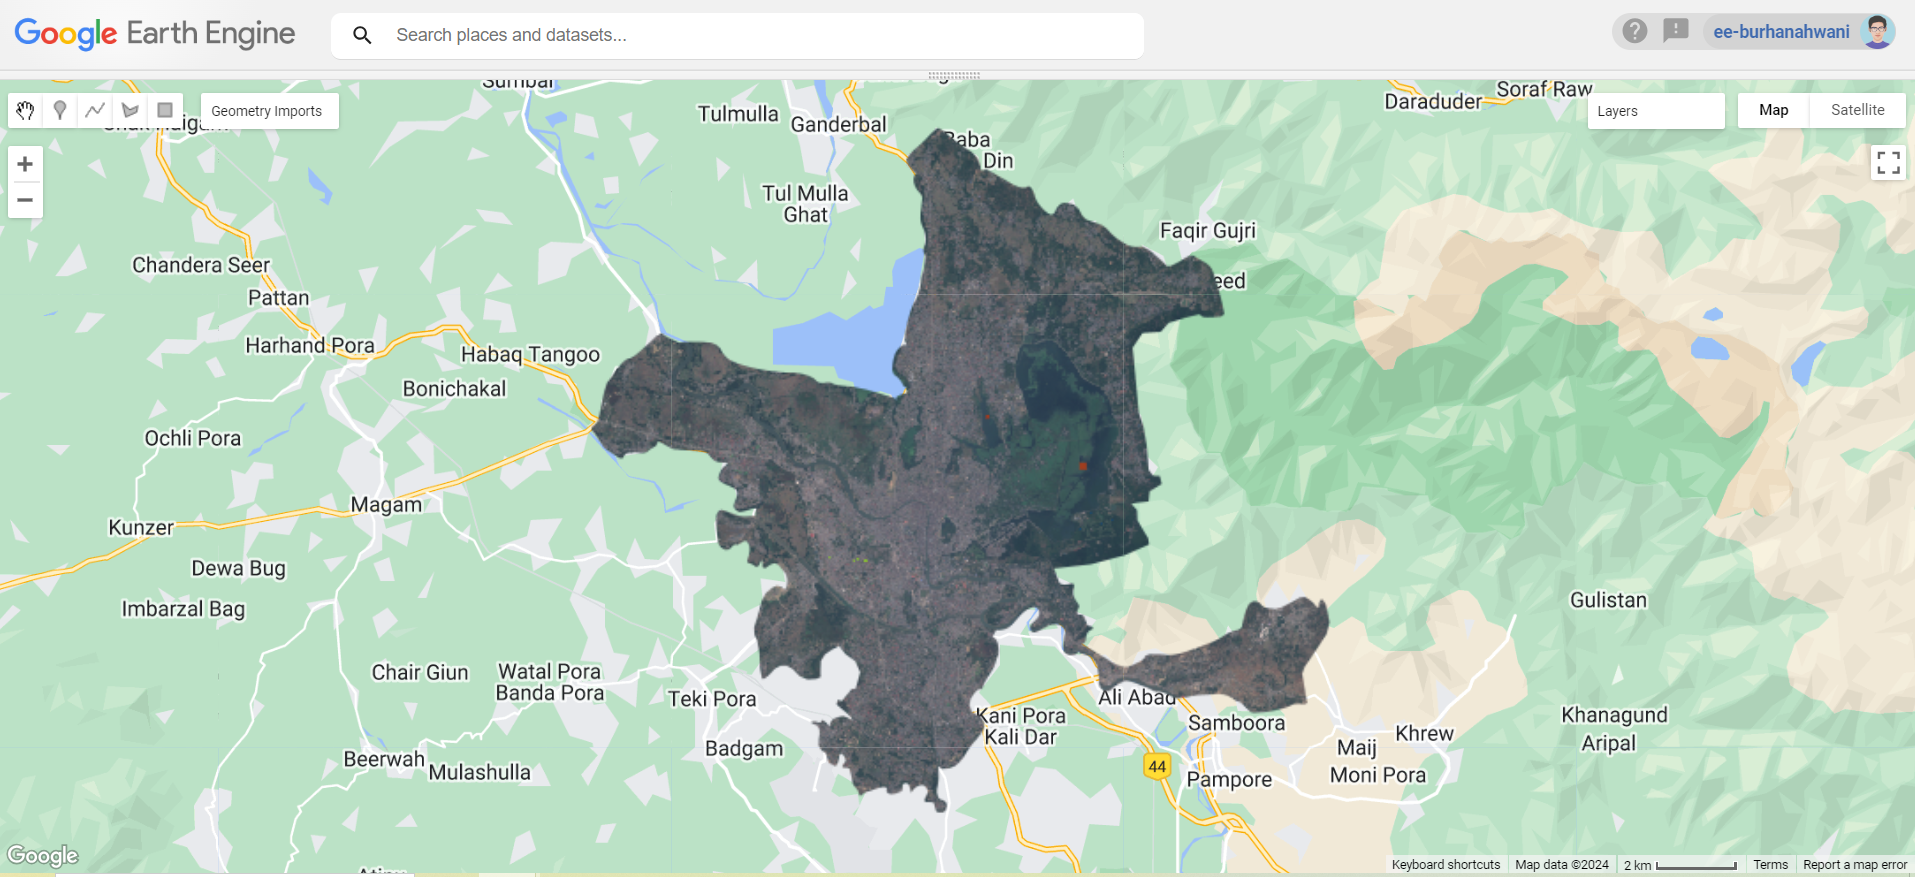 Google Earth Engine
Search places and datasets...
ee-burhanahwani
Geometry Imports
Layers
Map
Satellite
+
−
Sumbal
Tulmulla
Ganderbal
Baba
Din
Daraduder
Soraf Raw
Tul Mulla
Ghat
Faqir Gujri
eed
Chandera Seer
Pattan
Harhand Pora
Habaq Tangoo
Bonichakal
Ochli Pora
Magam
Kunzer
Dewa Bug
Imbarzal Bag
Gulistan
Chair Giun
Watal Pora
Banda Pora
Teki Pora
Ali Abad
Kani Pora
Kali Dar
Samboora
Khanagund
Aripal
Khrew
Maij
Moni Pora
Badgam
Beerwah
Mulashulla
44
Pampore
Google
Keyboard shortcuts
Map data ©2024
2 km
Terms
Report a map error